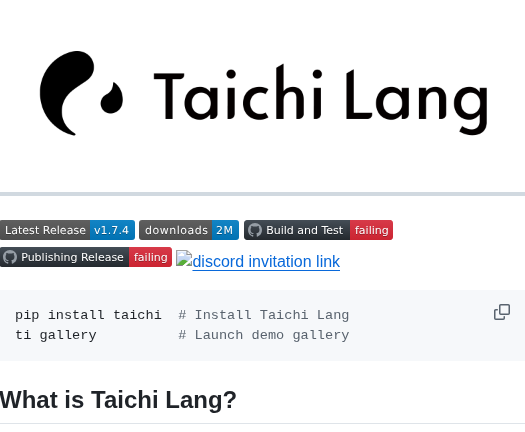 Taichi Lang
Latest Release v1.7.4 downloads 2M Build and Test failing
Publishing Release failing discord invitation link
pip install taichi  # Install Taichi Lang
ti gallery          # Launch demo gallery
What is Taichi Lang?